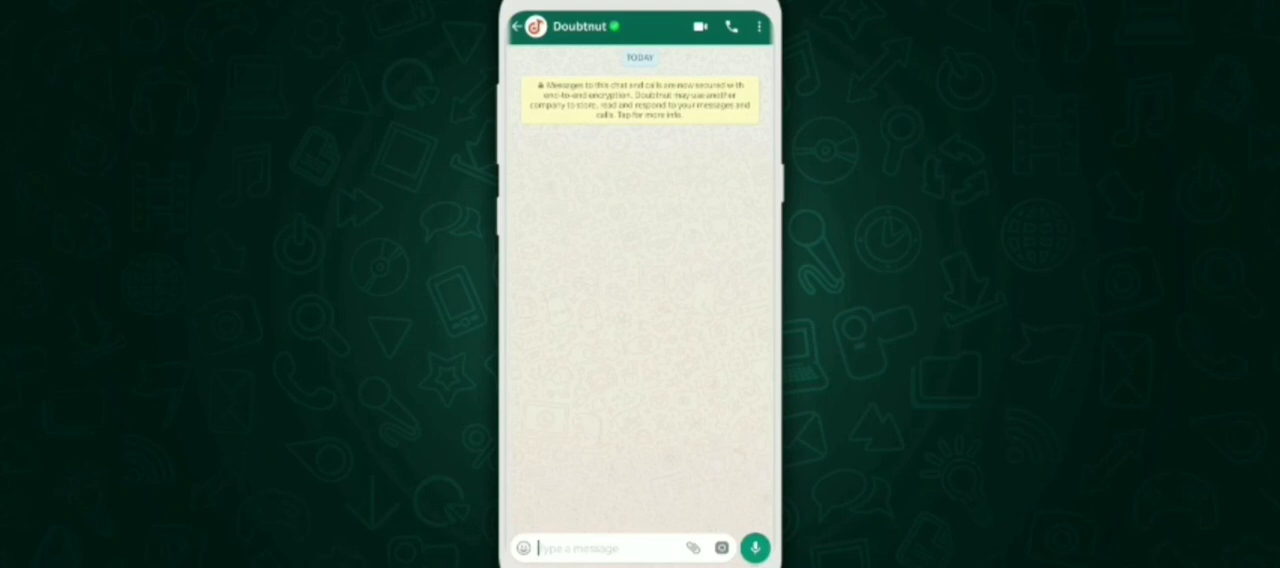 Doubtnut
TODAY
Messages to this chat and calls are now secured with
end-to-end encryption. Doubtnut may use another
company to store, read and respond to your messages and
calls. Tap for more info.
Type a message